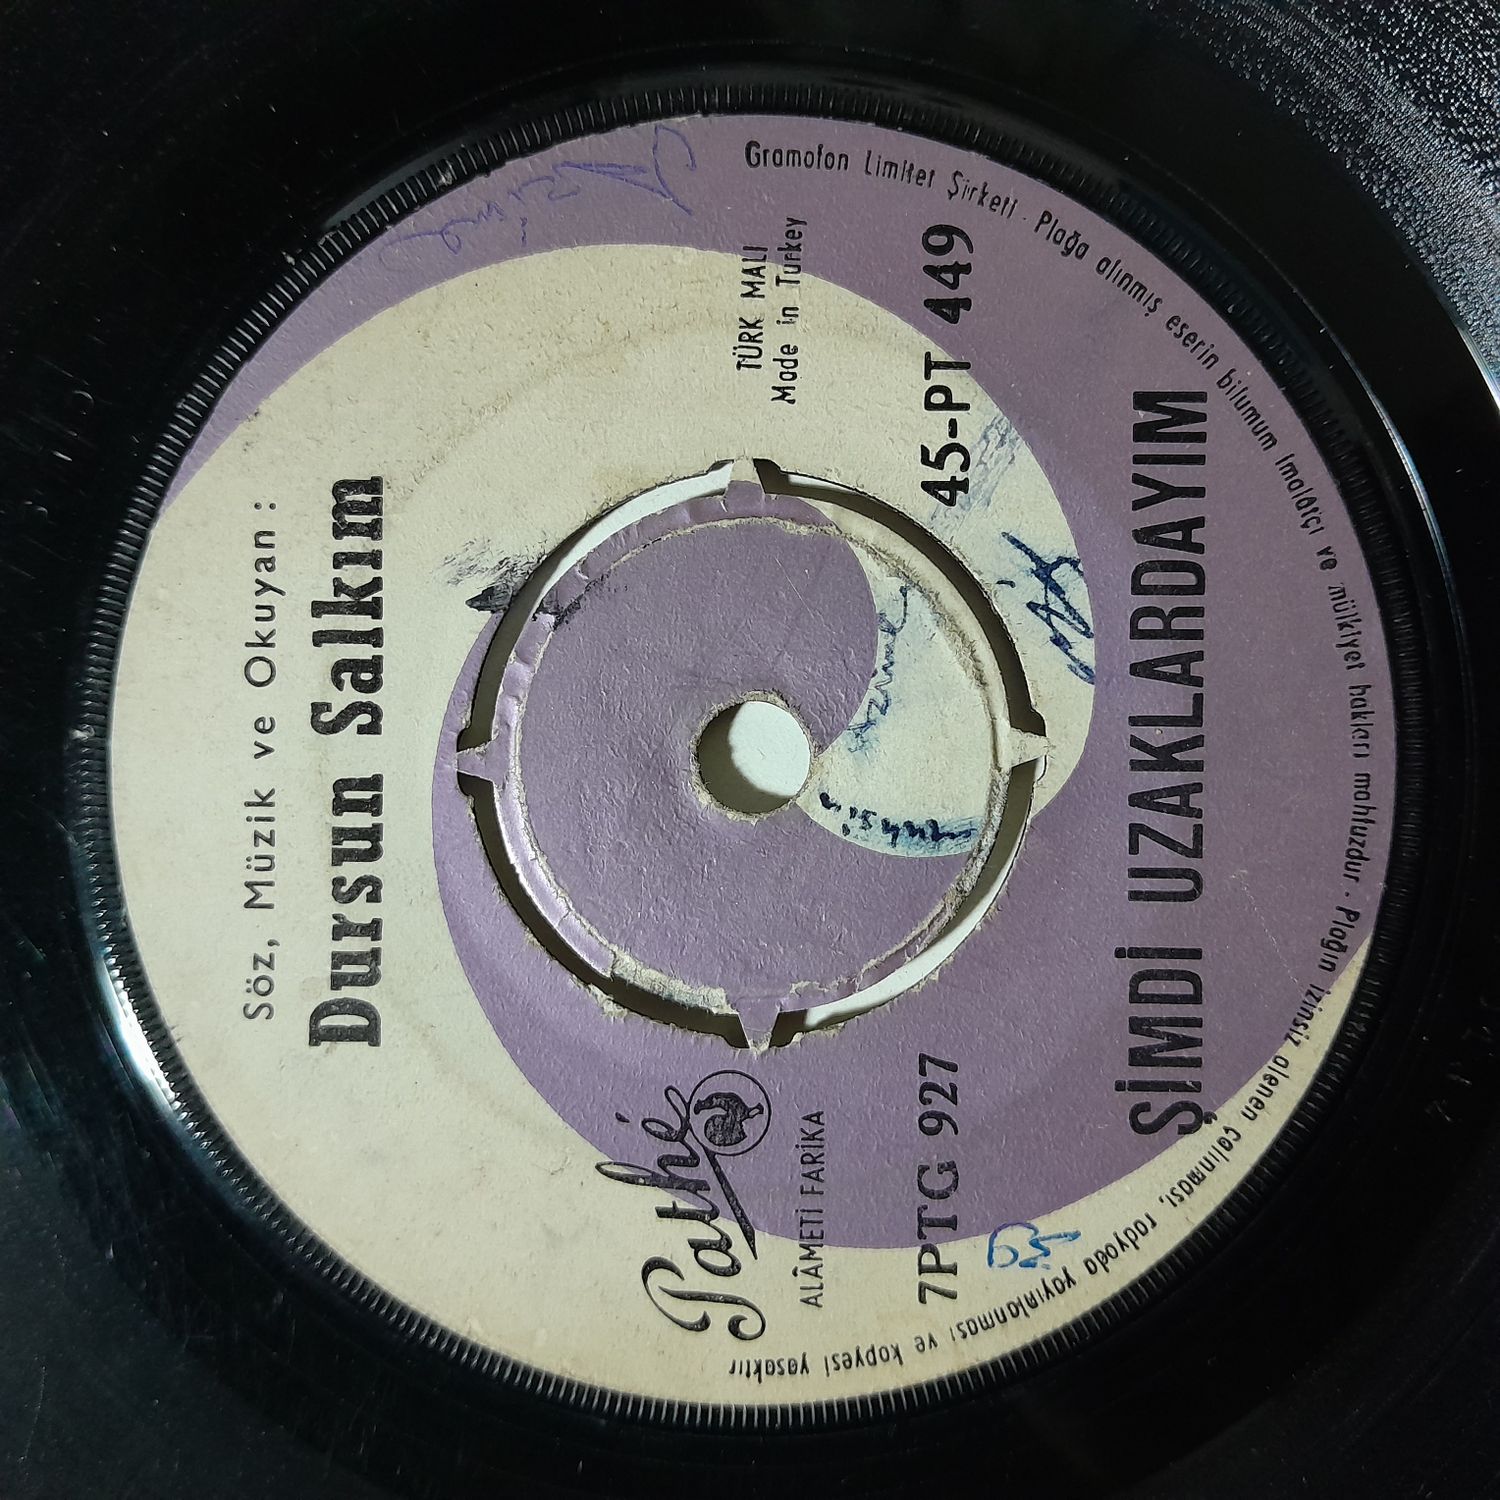 Söz, Müzik ve Okuyan :
Dursun Salkım
Pathé
ALÂMETİ FARİKA
TÜRK MALI
Made in Turkey
7PTG 927
45-PT 449
ŞİMDİ UZAKLARDAYIM
Gramofon Limitet Şirketi . Plağa alınmış eserin bilumum imalâtçı ve mülkiyet hakları mahfuzdur . Plağın izinsiz alenen çalınması, radyoda yayınlanması ve kopyesi yasaktır
Azimel
muhsin